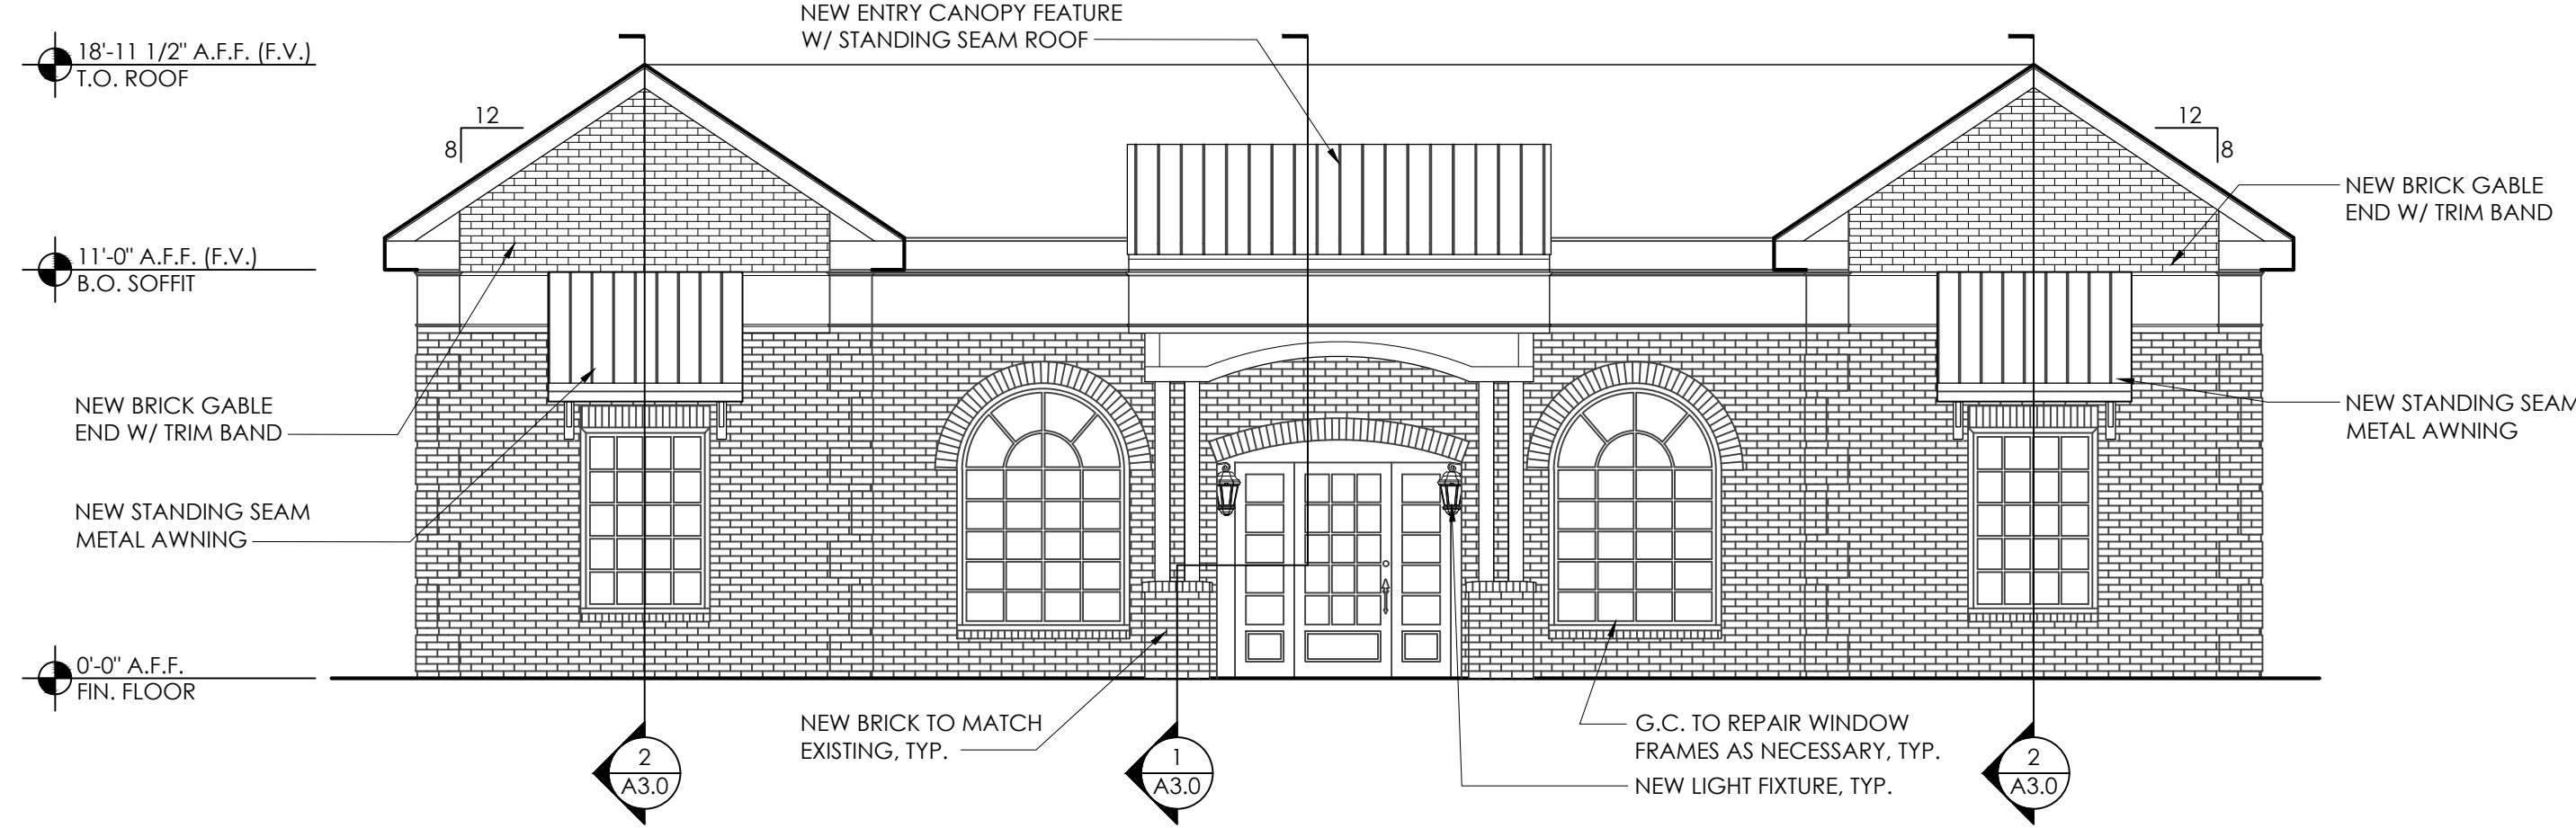 NEW ENTRY CANOPY FEATURE
W/ STANDING SEAM ROOF
18'-11 1/2" A.F.F. (F.V.)
T.O. ROOF
12
8
12
8
NEW BRICK GABLE
END W/ TRIM BAND
11'-0" A.F.F. (F.V.)
B.O. SOFFIT
NEW BRICK GABLE
END W/ TRIM BAND
NEW STANDING SEAM
METAL AWNING
NEW STANDING SEAM
METAL AWNING
0'-0" A.F.F.
FIN. FLOOR
NEW BRICK TO MATCH
EXISTING, TYP.
G.C. TO REPAIR WINDOW
FRAMES AS NECESSARY, TYP.
NEW LIGHT FIXTURE, TYP.
2
A3.0
1
A3.0
2
A3.0